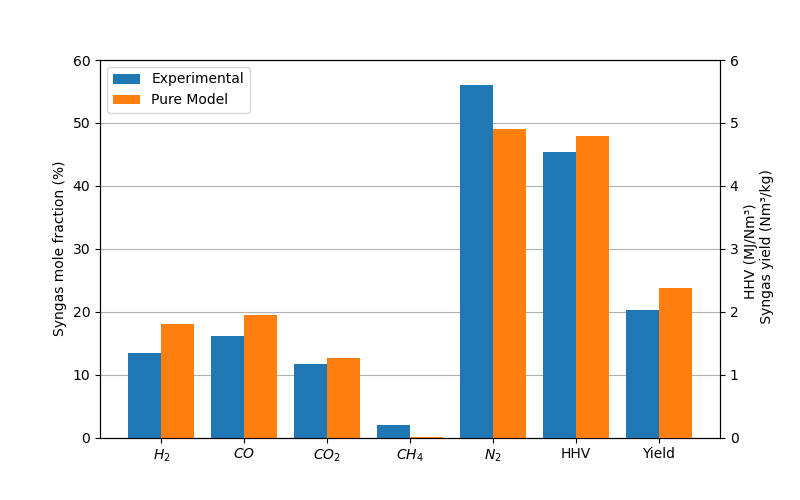 Experimental
Pure Model
60
50
40
30
20
10
0
Syngas mole fraction (%)
6
5
4
3
2
1
0
HHV (MJ/Nm³)
Syngas yield (Nm³/kg)
H₂ CO CO₂ CH₄ N₂ HHV Yield